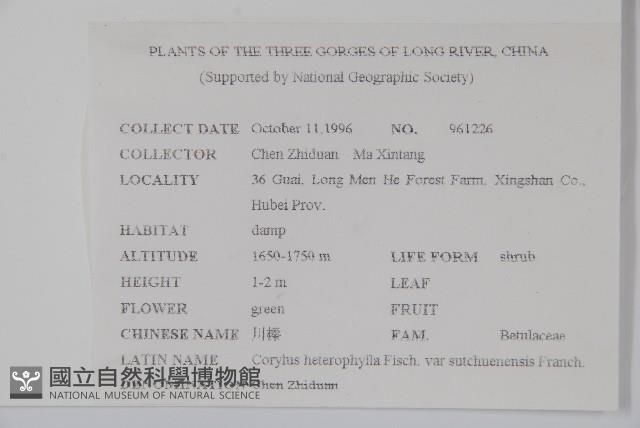 PLANTS OF THE THREE GORGES OF LONG RIVER, CHINA
(Supported by National Geographic Society)
COLLECT DATE October 11,1996 NO. 961226
COLLECTOR Chen Zhiduan Ma Xintang
LOCALITY 36 Guai, Long Men He Forest Farm, Xingshan Co.,
Hubei Prov.
HABITAT damp
ALTITUDE 1650-1750 m LIFE FORM shrub
HEIGHT 1-2 m LEAF
FLOWER green FRUIT
CHINESE NAME 川榛 FAM. Betulaceae
LATIN NAME Corylus heterophylla Fisch. var sutchuenensis Franch.
DENOMINATION Chen Zhiduan
國立自然科學博物館
NATIONAL MUSEUM OF NATURAL SCIENCE